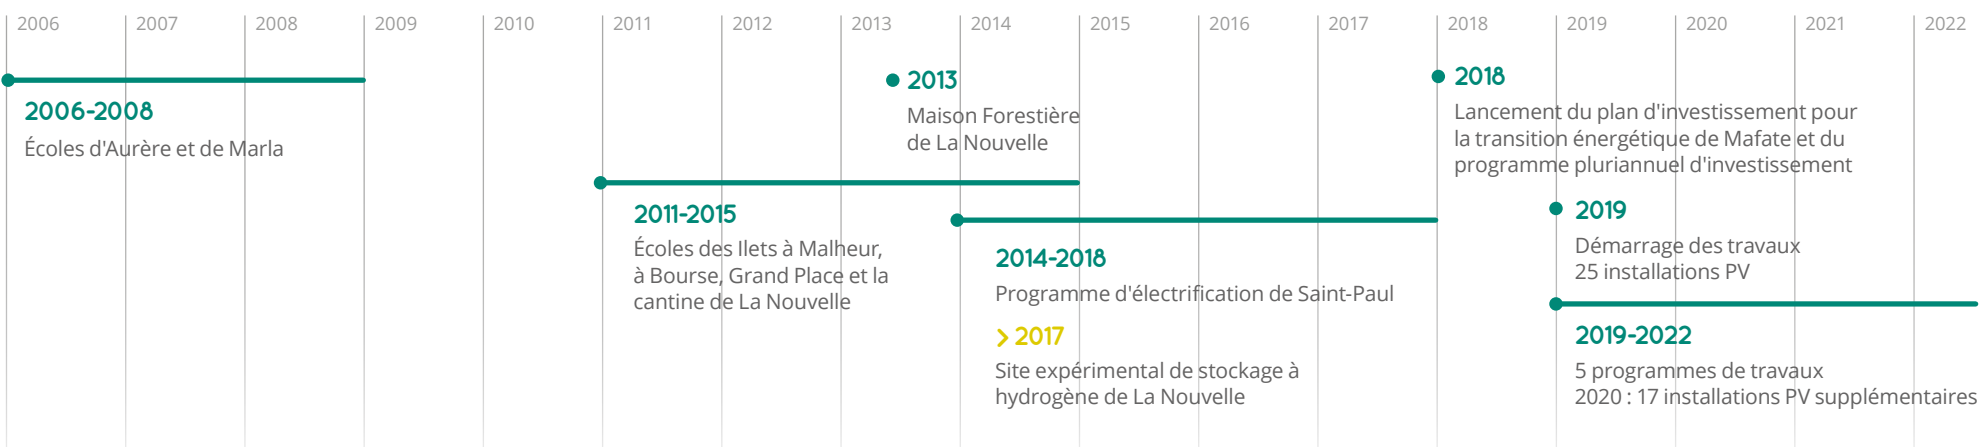 2006 2007 2008 2009 2010 2011 2012 2013 2014 2015 2016 2017 2018 2019 2020 2021 2022
2006-2008
Écoles d'Aurère et de Marla
2013
Maison Forestière
de La Nouvelle
2011-2015
Écoles des Ilets à Malheur,
à Bourse, Grand Place et la
cantine de La Nouvelle
2014-2018
Programme d'électrification de Saint-Paul
> 2017
Site expérimental de stockage à
hydrogène de La Nouvelle
2018
Lancement du plan d'investissement pour
la transition énergétique de Mafate et du
programme pluriannuel d'investissement
2019
Démarrage des travaux
25 installations PV
2019-2022
5 programmes de travaux
2020 : 17 installations PV supplémentaires